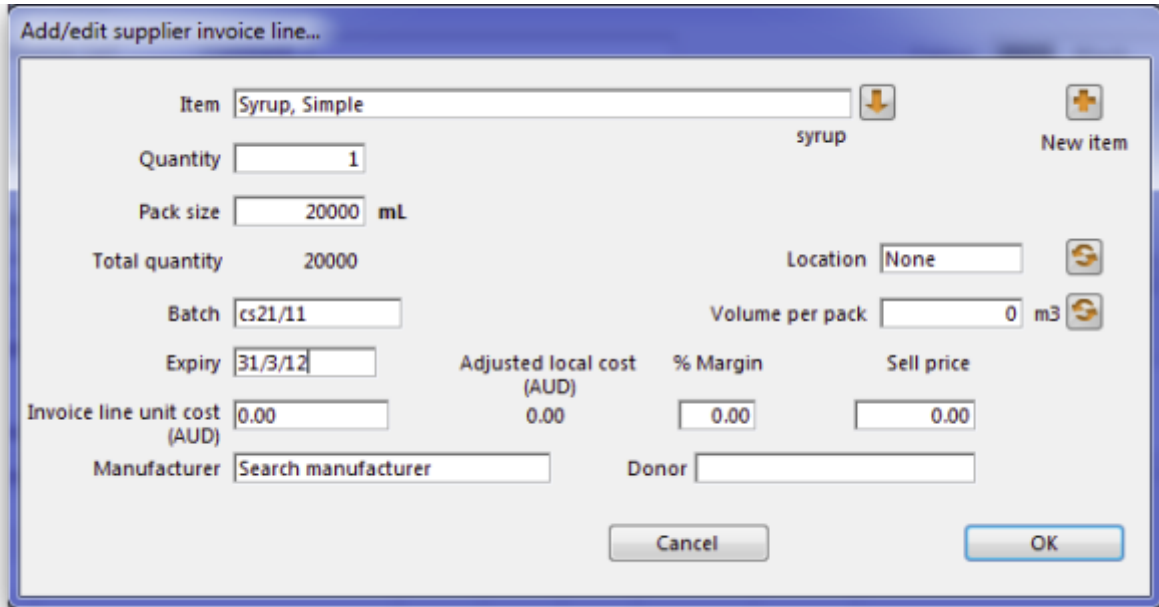 Add/edit supplier invoice line...
Item Syrup, Simple
syrup
New item
Quantity 1
Pack size 20000 mL
Total quantity 20000
Location None
Batch cs21/11
Volume per pack 0 m3
Expiry 31/3/12
Adjusted local cost (AUD)
% Margin
Sell price
Invoice line unit cost (AUD) 0.00 0.00 0.00 0.00
Manufacturer Search manufacturer
Donor
Cancel OK